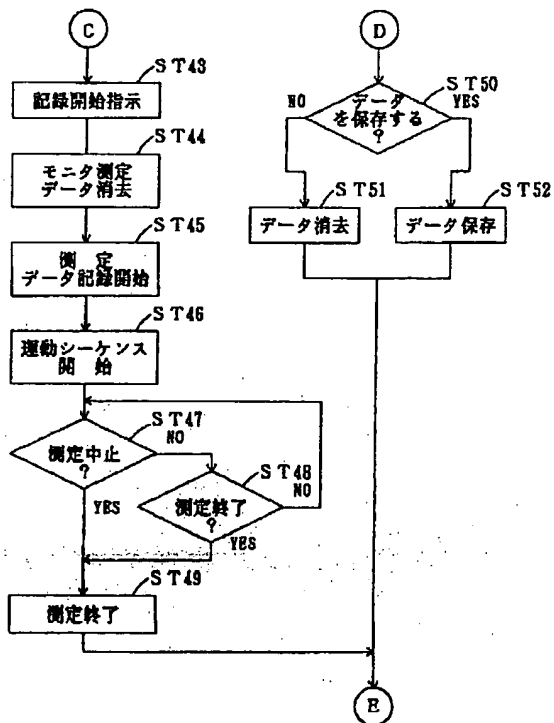 C
ST43
記録開始指示
ST44
モニタ測定
データ消去
ST45
測 定
データ記録開始
ST46
運動シーケンス
開 始
ST47
測定中止
?
NO
YES
ST48
測定終了
?
NO
YES
ST49
測定終了
D
ST50
データ
を保存する
?
NO
YES
ST51
データ消去
ST52
データ保存
E